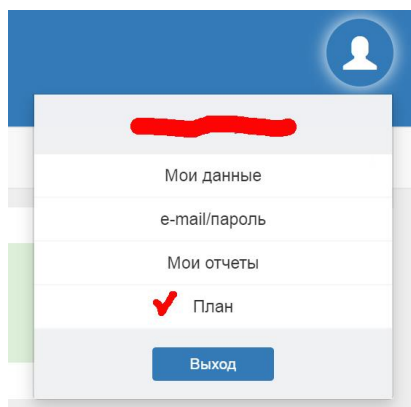 Мои данные
e-mail/пароль
Мои отчеты
План
Выход